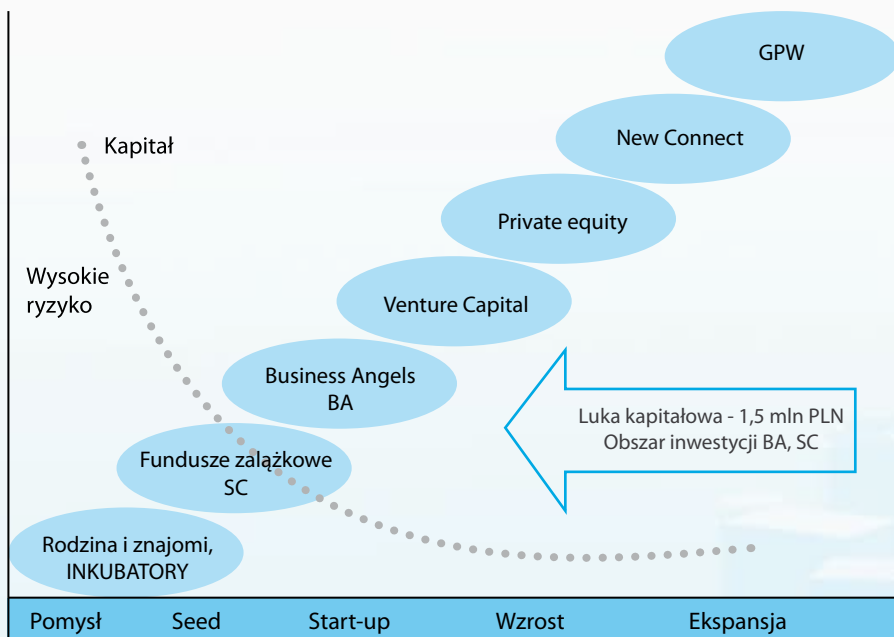 GPW
New Connect
Kapitał
Private equity
Wysokie
ryzyko
Venture Capital
Business Angels
BA
Luka kapitałowa - 1,5 mln PLN
Obszar inwestycji BA, SC
Fundusze zalążkowe
SC
Rodzina i znajomi,
INKUBATORY
Pomysł Seed Start-up Wzrost Ekspansja